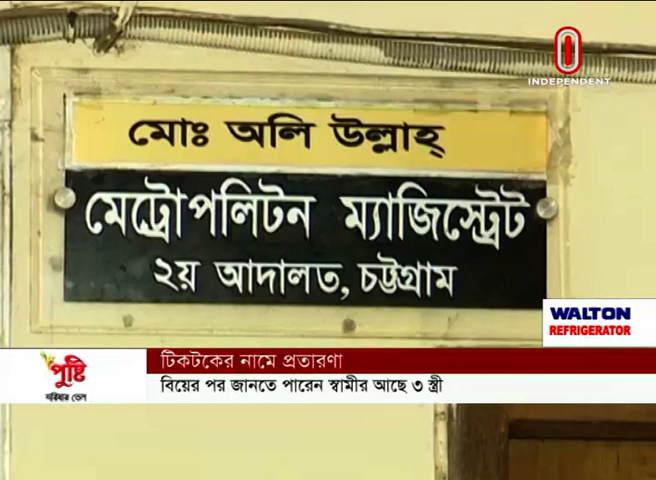 INDEPENDENT
মোঃ অলি উল্লাহ্
মেট্রোপলিটন ম্যাজিস্ট্রেট
২য় আদালত, চট্টগ্রাম
WALTON
REFRIGERATOR
পুষ্টি
সরিষার তেল
টিকটকের নামে প্রতারণা
বিয়ের পর জানতে পারেন স্বামীর আছে ৩ স্ত্রী